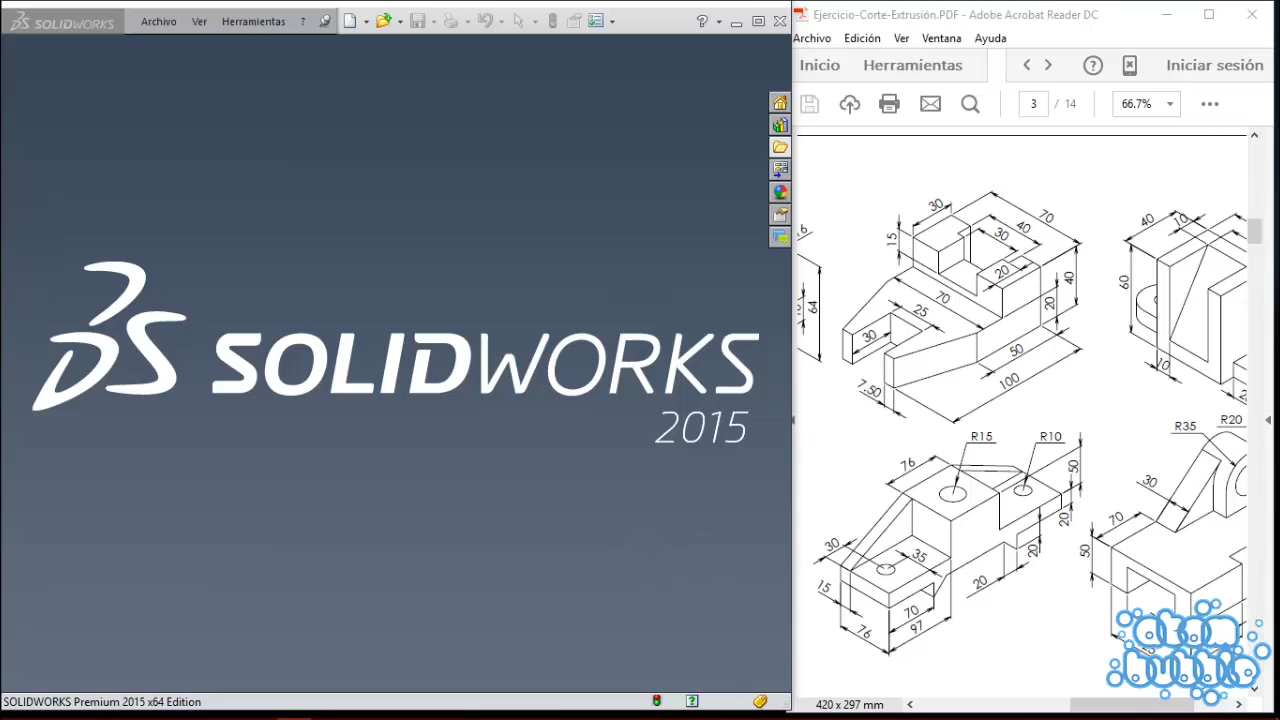 SOLIDWORKS
Archivo Ver Herramientas ?
?
Ejercicio-Corte-Extrusión.PDF - Adobe Acrobat Reader DC
Archivo Edición Ver Ventana Ayuda
Inicio Herramientas
? Iniciar sesión
3 / 14
66.7%
SOLIDWORKS
2015
30
70
40
30
15
20
40
20
70
25
30
50
100
7,50
64
40
10
60
10
R15
R10
76
50
20
20
30
35
15
20
70
76
97
R35
R20
30
70
50
atom
bubble
SOLIDWORKS Premium 2015 x64 Edition
?
420 x 297 mm